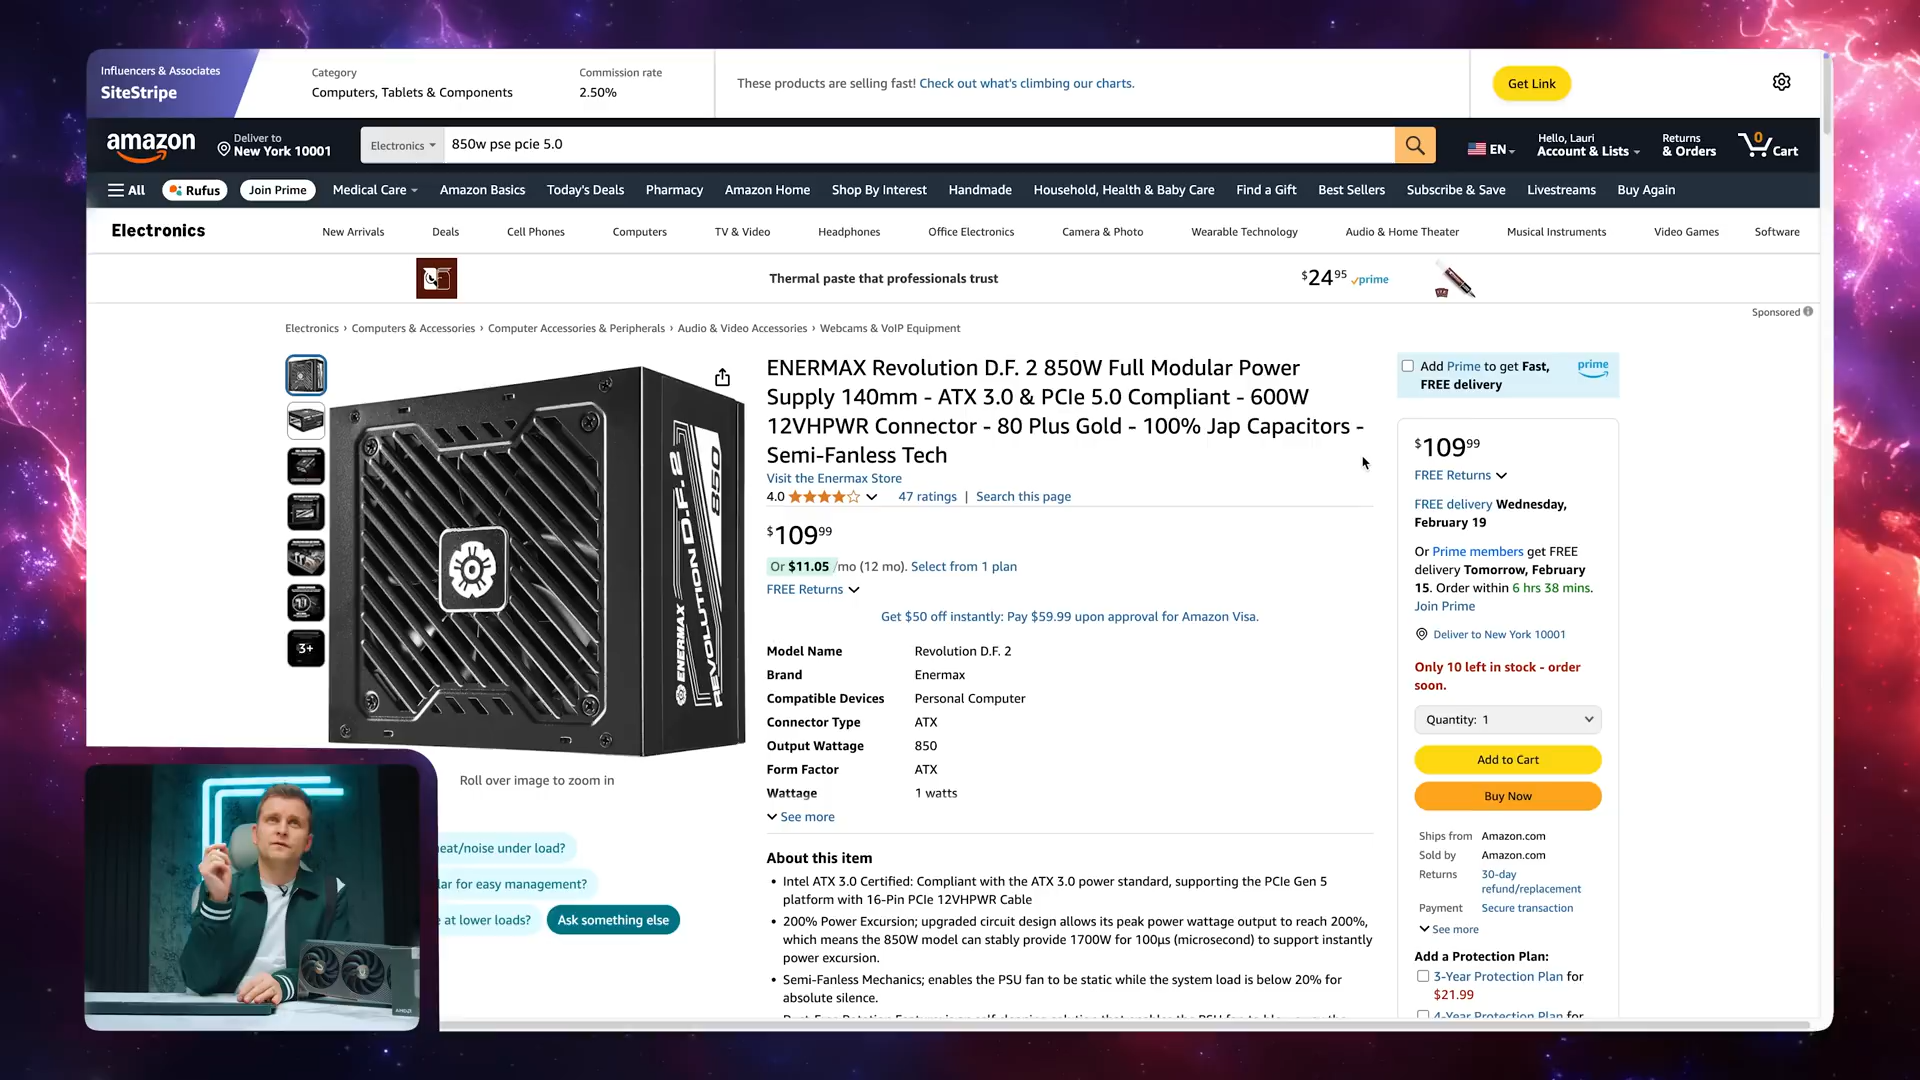 Influencers & Associates
SiteStripe
Category
Computers, Tablets & Components
Commission rate
2.50%
These products are selling fast! Check out what's climbing our charts.
Get Link
amazon
Deliver to
New York 10001
Electronics
850w pse pcie 5.0
EN
Hello, Lauri
Account & Lists
Returns
& Orders
0
Cart
All
Rufus
Join Prime
Medical Care
Amazon Basics
Today's Deals
Pharmacy
Amazon Home
Shop By Interest
Handmade
Household, Health & Baby Care
Find a Gift
Best Sellers
Subscribe & Save
Livestreams
Buy Again
Electronics
New Arrivals
Deals
Cell Phones
Computers
TV & Video
Headphones
Office Electronics
Camera & Photo
Wearable Technology
Audio & Home Theater
Musical Instruments
Video Games
Software
Thermal paste that professionals trust
$24 95 prime
Sponsored
Electronics › Computers & Accessories › Computer Accessories & Peripherals › Audio & Video Accessories › Webcams & VoIP Equipment
3+
ENERMAX
REVOLUTION D.F. 2
850
Roll over image to zoom in
eat/noise under load?
lar for easy management?
e at lower loads?
Ask something else
ENERMAX Revolution D.F. 2 850W Full Modular Power
Supply 140mm - ATX 3.0 & PCIe 5.0 Compliant - 600W
12VHPWR Connector - 80 Plus Gold - 100% Jap Capacitors -
Semi-Fanless Tech
Visit the Enermax Store
4.0
47 ratings | Search this page
$109 99
Or $11.05 /mo (12 mo). Select from 1 plan
FREE Returns
Get $50 off instantly: Pay $59.99 upon approval for Amazon Visa.
Model Name Revolution D.F. 2
Brand Enermax
Compatible Devices Personal Computer
Connector Type ATX
Output Wattage 850
Form Factor ATX
Wattage 1 watts
See more
About this item
• Intel ATX 3.0 Certified: Compliant with the ATX 3.0 power standard, supporting the PCIe Gen 5
platform with 16-Pin PCIe 12VHPWR Cable
• 200% Power Excursion; upgraded circuit design allows its peak power wattage output to reach 200%,
which means the 850W model can stably provide 1700W for 100µs (microsecond) to support instantly
power excursion.
• Semi-Fanless Mechanics; enables the PSU fan to be static while the system load is below 20% for
absolute silence.
Add Prime to get Fast,
FREE delivery
prime
$109 99
FREE Returns
FREE delivery Wednesday,
February 19
Or Prime members get FREE
delivery Tomorrow, February
15. Order within 6 hrs 38 mins.
Join Prime
Deliver to New York 10001
Only 10 left in stock - order
soon.
Quantity: 1
Add to Cart
Buy Now
Ships from Amazon.com
Sold by Amazon.com
Returns 30-day
refund/replacement
Payment Secure transaction
See more
Add a Protection Plan:
3-Year Protection Plan for
$21.99
4-Year Protection Plan for
AMD